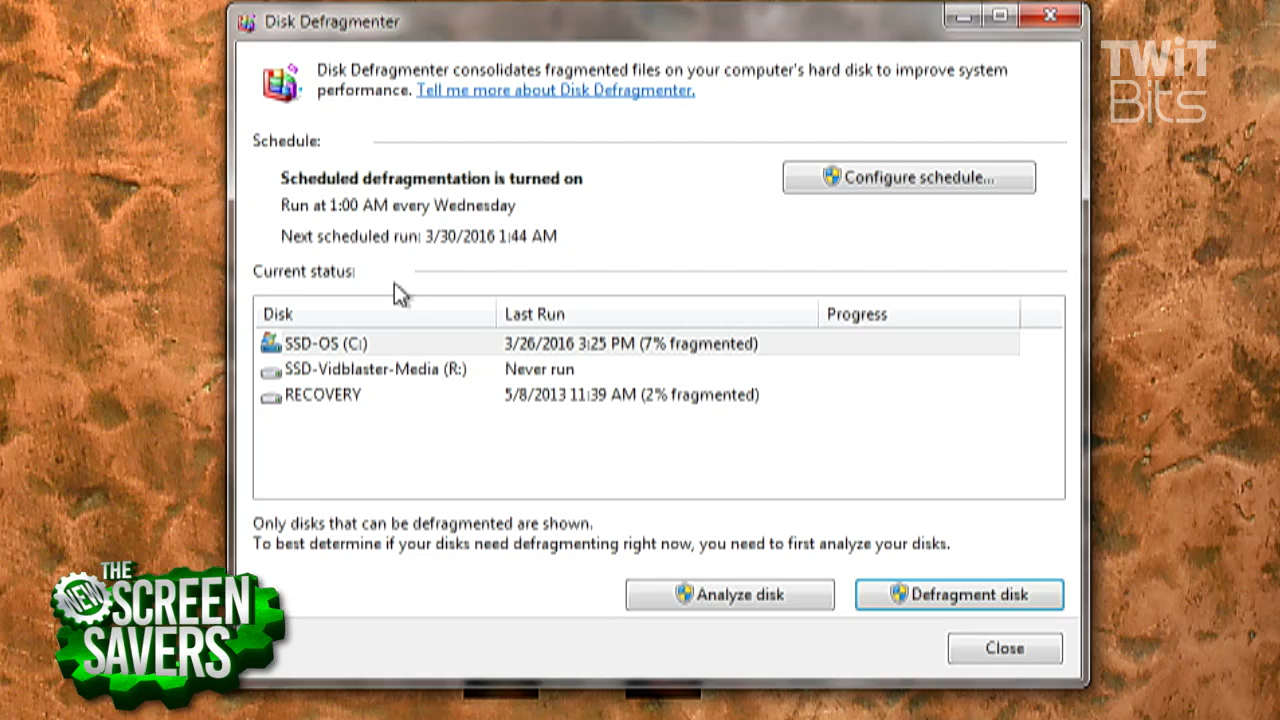 Disk Defragmenter
TWiT
Bits
Disk Defragmenter consolidates fragmented files on your computer's hard disk to improve system
performance. Tell me more about Disk Defragmenter.
Schedule:
Scheduled defragmentation is turned on
Configure schedule...
Run at 1:00 AM every Wednesday
Next scheduled run: 3/30/2016 1:44 AM
Current status:
Disk Last Run Progress
SSD-OS (C:) 3/26/2016 3:25 PM (7% fragmented)
SSD-Vidblaster-Media (R:) Never run
RECOVERY 5/8/2013 11:39 AM (2% fragmented)
Only disks that can be defragmented are shown.
To best determine if your disks need defragmenting right now, you need to first analyze your disks.
Analyze disk Defragment disk
Close
THE
NEW SCREEN
SAVERS